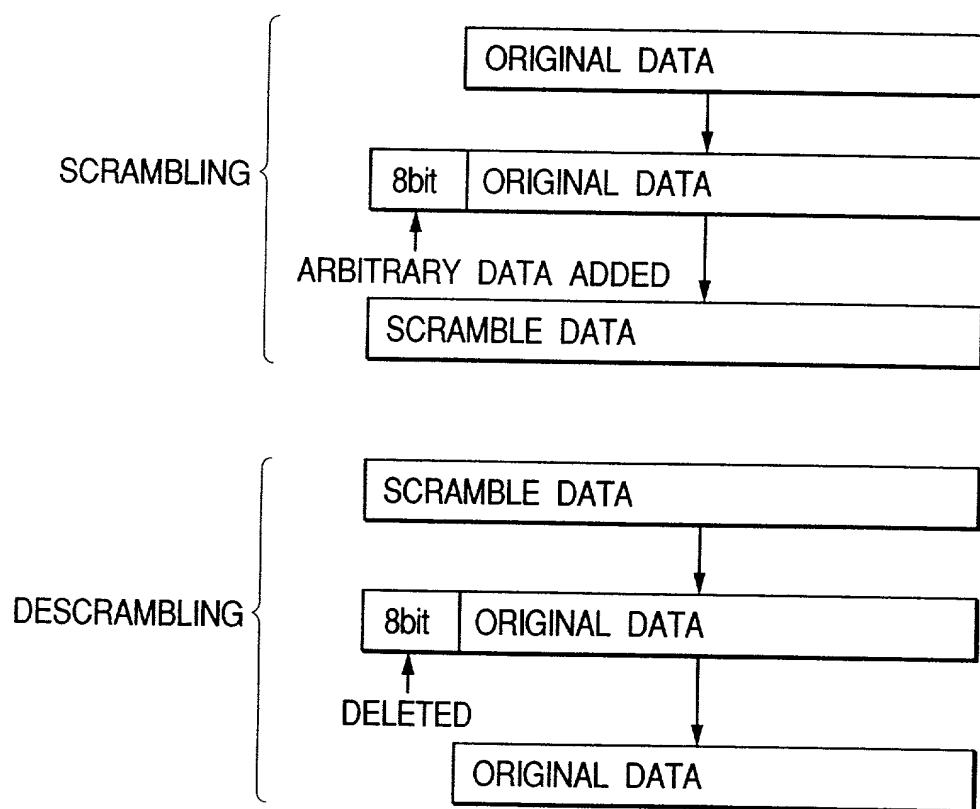 ORIGINAL DATA
SCRAMBLING
8bit ORIGINAL DATA
ARBITRARY DATA ADDED
SCRAMBLE DATA
SCRAMBLE DATA
DESCRAMBLING
8bit ORIGINAL DATA
DELETED
ORIGINAL DATA